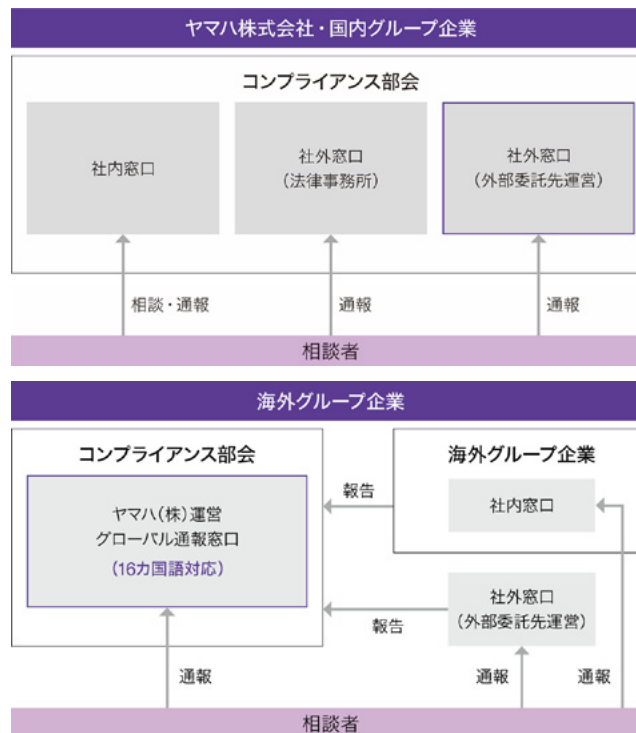 ヤマハ株式会社・国内グループ企業
コンプライアンス部会
社内窓口
社外窓口
(法律事務所)
社外窓口
(外部委託先運営)
相談・通報
通報
通報
相談者
海外グループ企業
コンプライアンス部会
ヤマハ(株)運営
グローバル通報窓口
(16カ国語対応)
報告
海外グループ企業
社内窓口
報告
社外窓口
(外部委託先運営)
通報
通報
通報
相談者